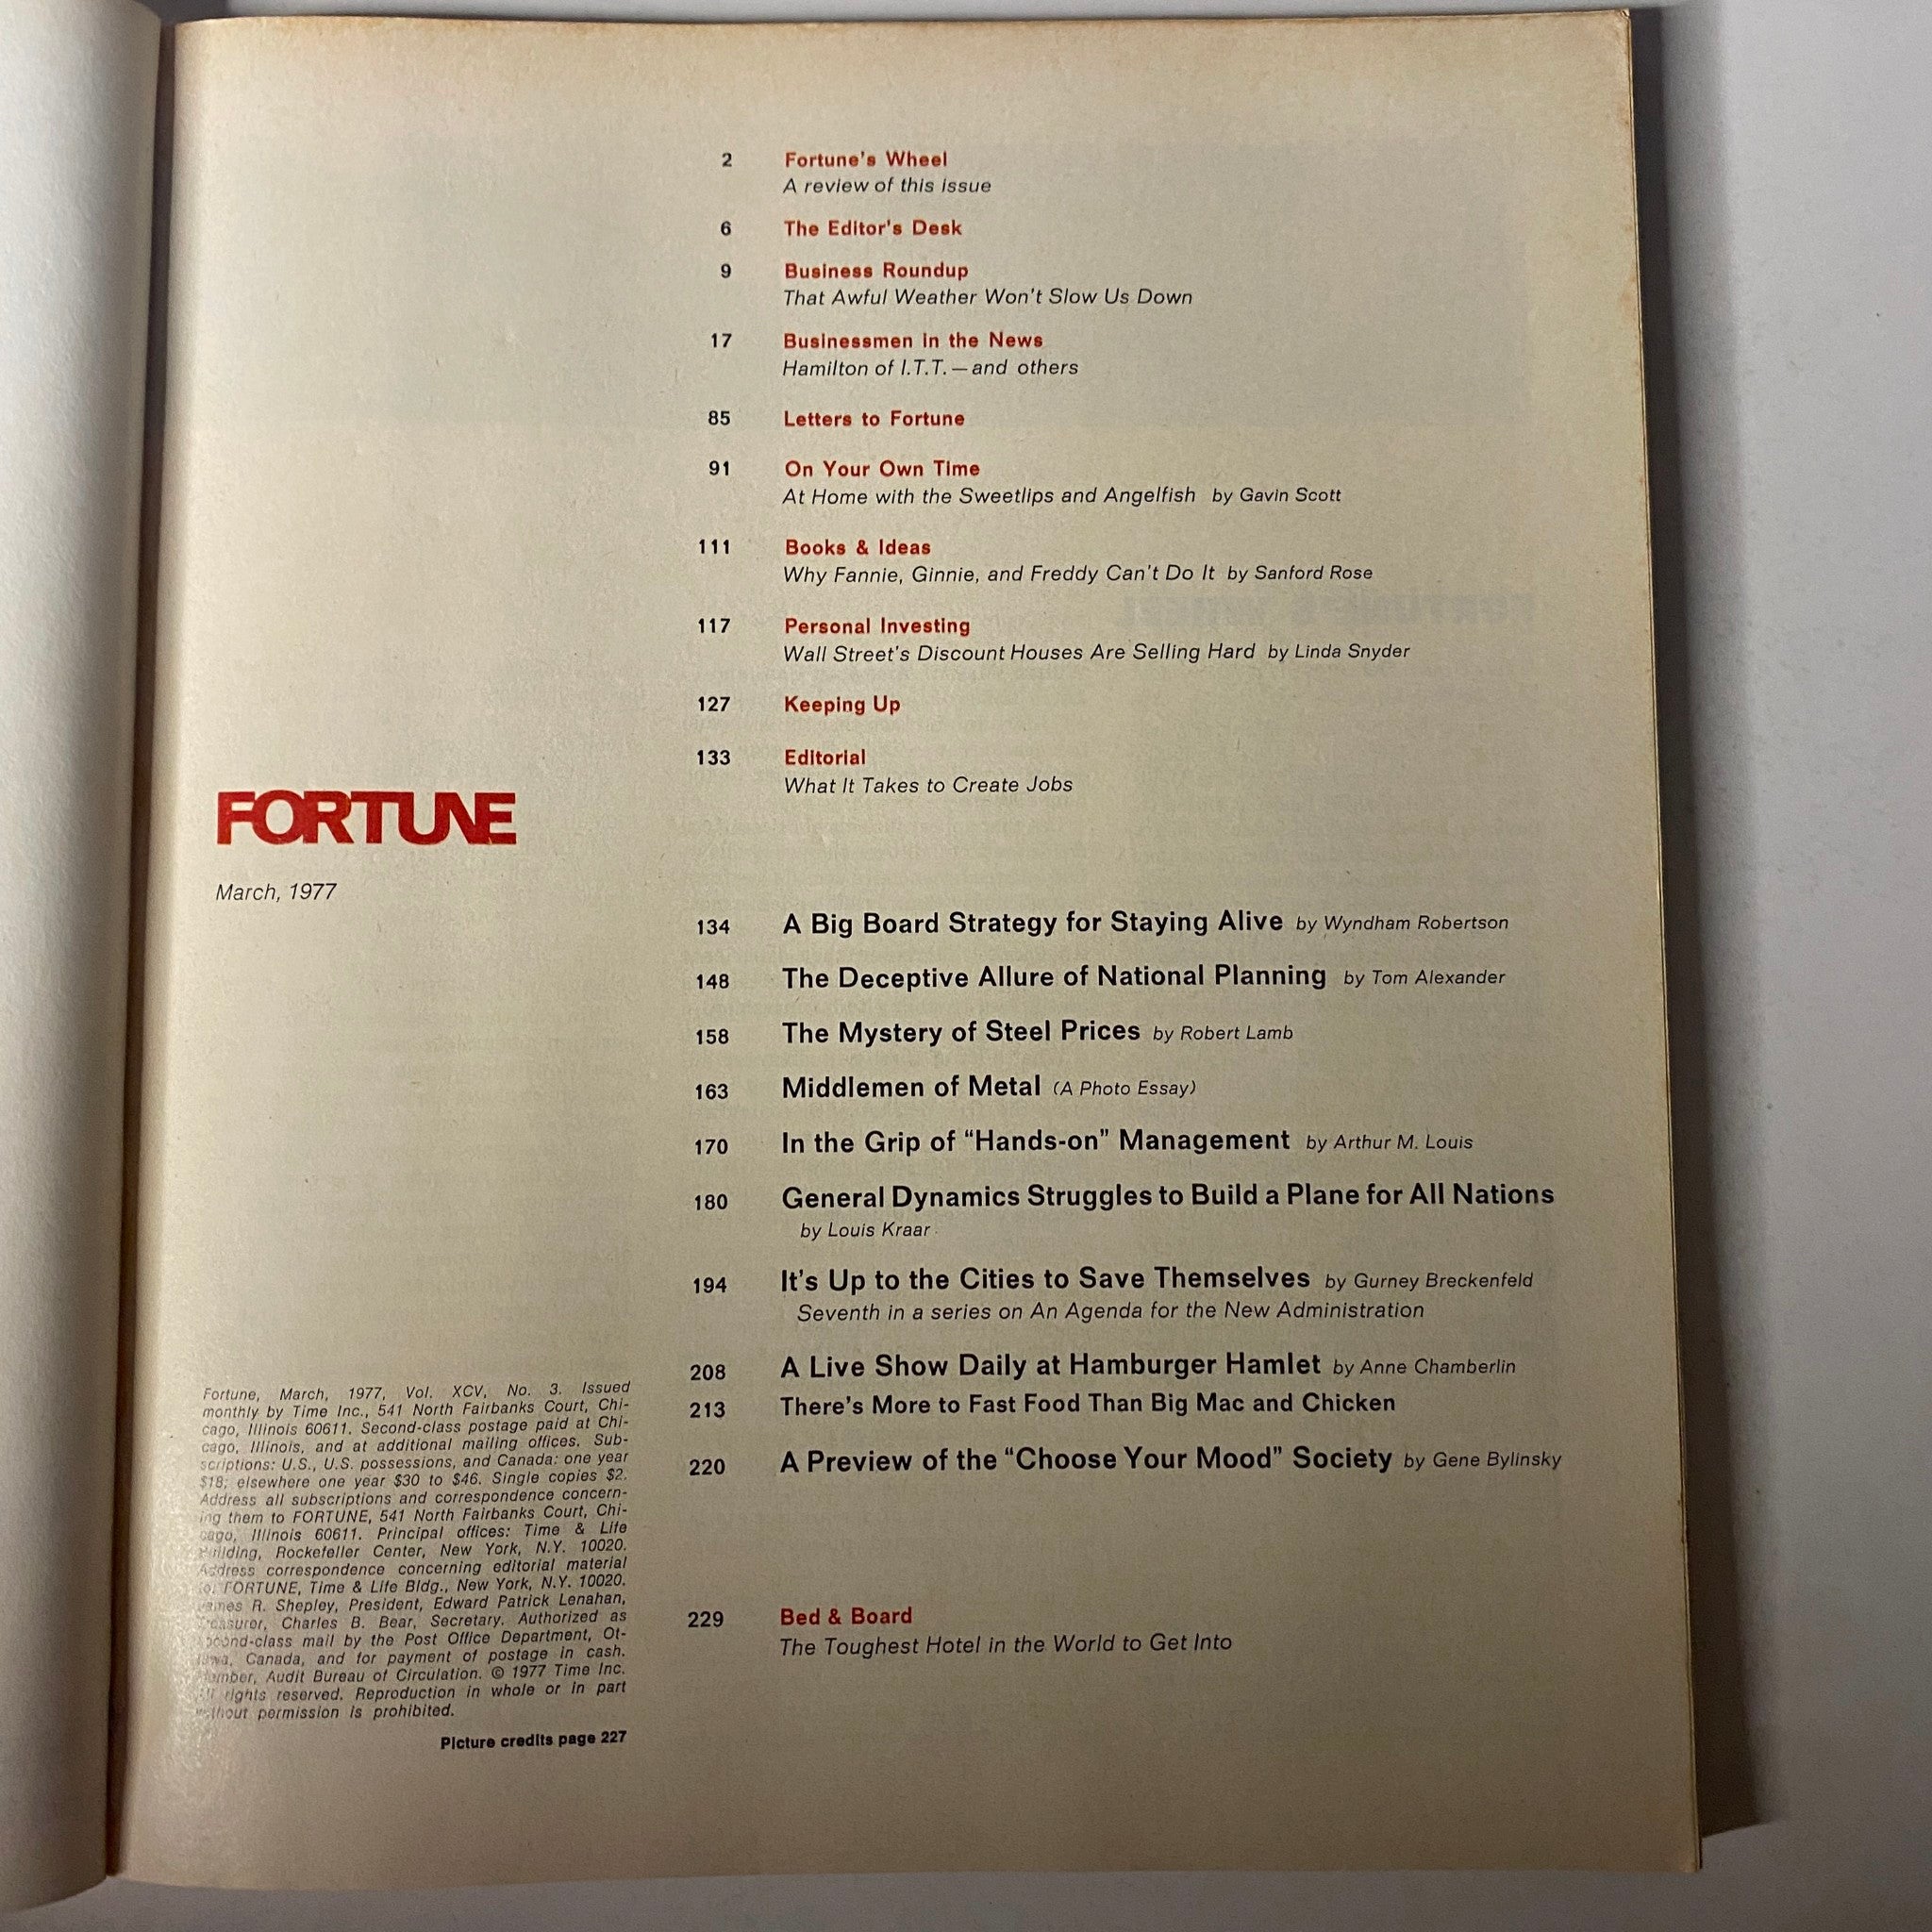 2 Fortune's Wheel
A review of this issue
6 The Editor's Desk
9 Business Roundup
That Awful Weather Won't Slow Us Down
17 Businessmen in the News
Hamilton of I.T.T.—and others
85 Letters to Fortune
91 On Your Own Time
At Home with the Sweetlips and Angelfish by Gavin Scott
111 Books & Ideas
Why Fannie, Ginnie, and Freddy Can't Do It by Sanford Rose
117 Personal Investing
Wall Street's Discount Houses Are Selling Hard by Linda Snyder
127 Keeping Up
133 Editorial
What It Takes to Create Jobs
FORTUNE
March, 1977
134 A Big Board Strategy for Staying Alive by Wyndham Robertson
148 The Deceptive Allure of National Planning by Tom Alexander
158 The Mystery of Steel Prices by Robert Lamb
163 Middlemen of Metal (A Photo Essay)
170 In the Grip of “Hands-on” Management by Arthur M. Louis
180 General Dynamics Struggles to Build a Plane for All Nations
by Louis Kraar
194 It's Up to the Cities to Save Themselves by Gurney Breckenfeld
Seventh in a series on An Agenda for the New Administration
208 A Live Show Daily at Hamburger Hamlet by Anne Chamberlin
213 There's More to Fast Food Than Big Mac and Chicken
220 A Preview of the “Choose Your Mood” Society by Gene Bylinsky
229 Bed & Board
The Toughest Hotel in the World to Get Into
Fortune, March, 1977, Vol. XCV, No. 3. Issued
monthly by Time Inc., 541 North Fairbanks Court, Chi-
cago, Illinois 60611. Second-class postage paid at Chi-
cago, Illinois, and at additional mailing offices. Sub-
scriptions: U.S., U.S. possessions, and Canada: one year
$18; elsewhere one year $30 to $46. Single copies $2.
Address all subscriptions and correspondence concern-
ing them to FORTUNE, 541 North Fairbanks Court, Chi-
cago, Illinois 60611. Principal offices: Time & Life
Building, Rockefeller Center, New York, N.Y. 10020.
Address correspondence concerning editorial material
to FORTUNE, Time & Life Bldg., New York, N.Y. 10020.
James R. Shepley, President, Edward Patrick Lenahan,
Treasurer, Charles B. Bear, Secretary. Authorized as
second-class mail by the Post Office Department, Ot-
tawa, Canada, and for payment of postage in cash.
Member, Audit Bureau of Circulation. © 1977 Time Inc.
All rights reserved. Reproduction in whole or in part
without permission is prohibited.
Picture credits page 227